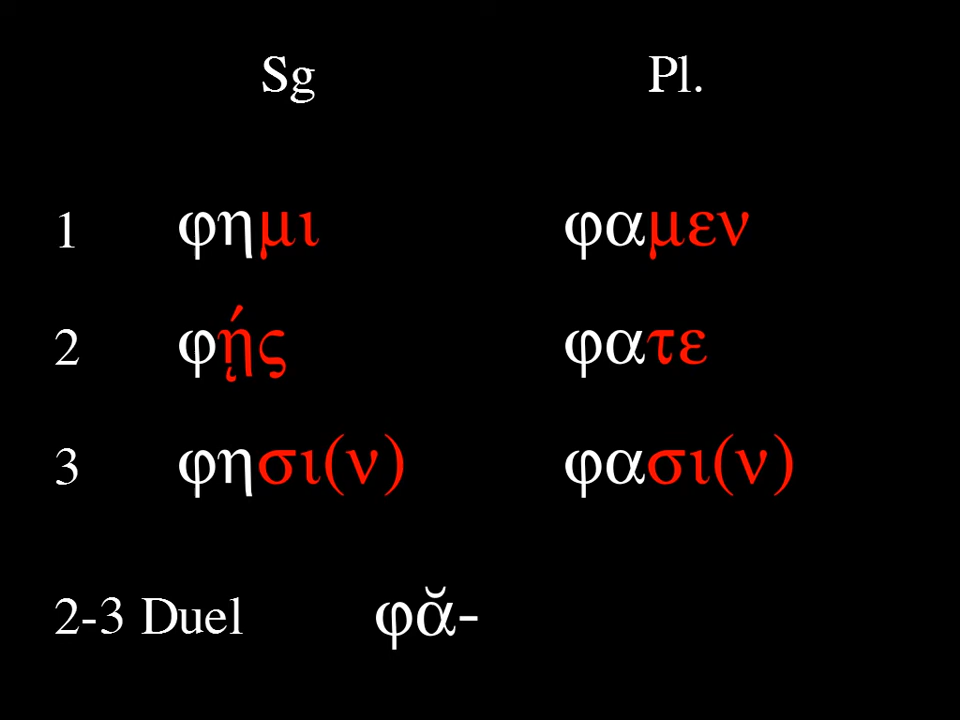 Sg Pl.
1 φημι φαμεν
2 φῄς φατε
3 φησι(ν) φασι(ν)
2-3 Duel φᾰ-